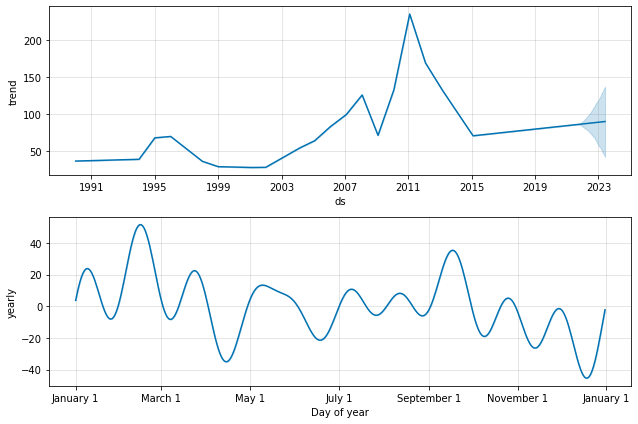 200
150
100
50
trend
1991
1995
1999
2003
2007
2011
2015
2019
2023
ds
40
20
0
−20
−40
yearly
January 1
March 1
May 1
July 1
September 1
November 1
January 1
Day of year